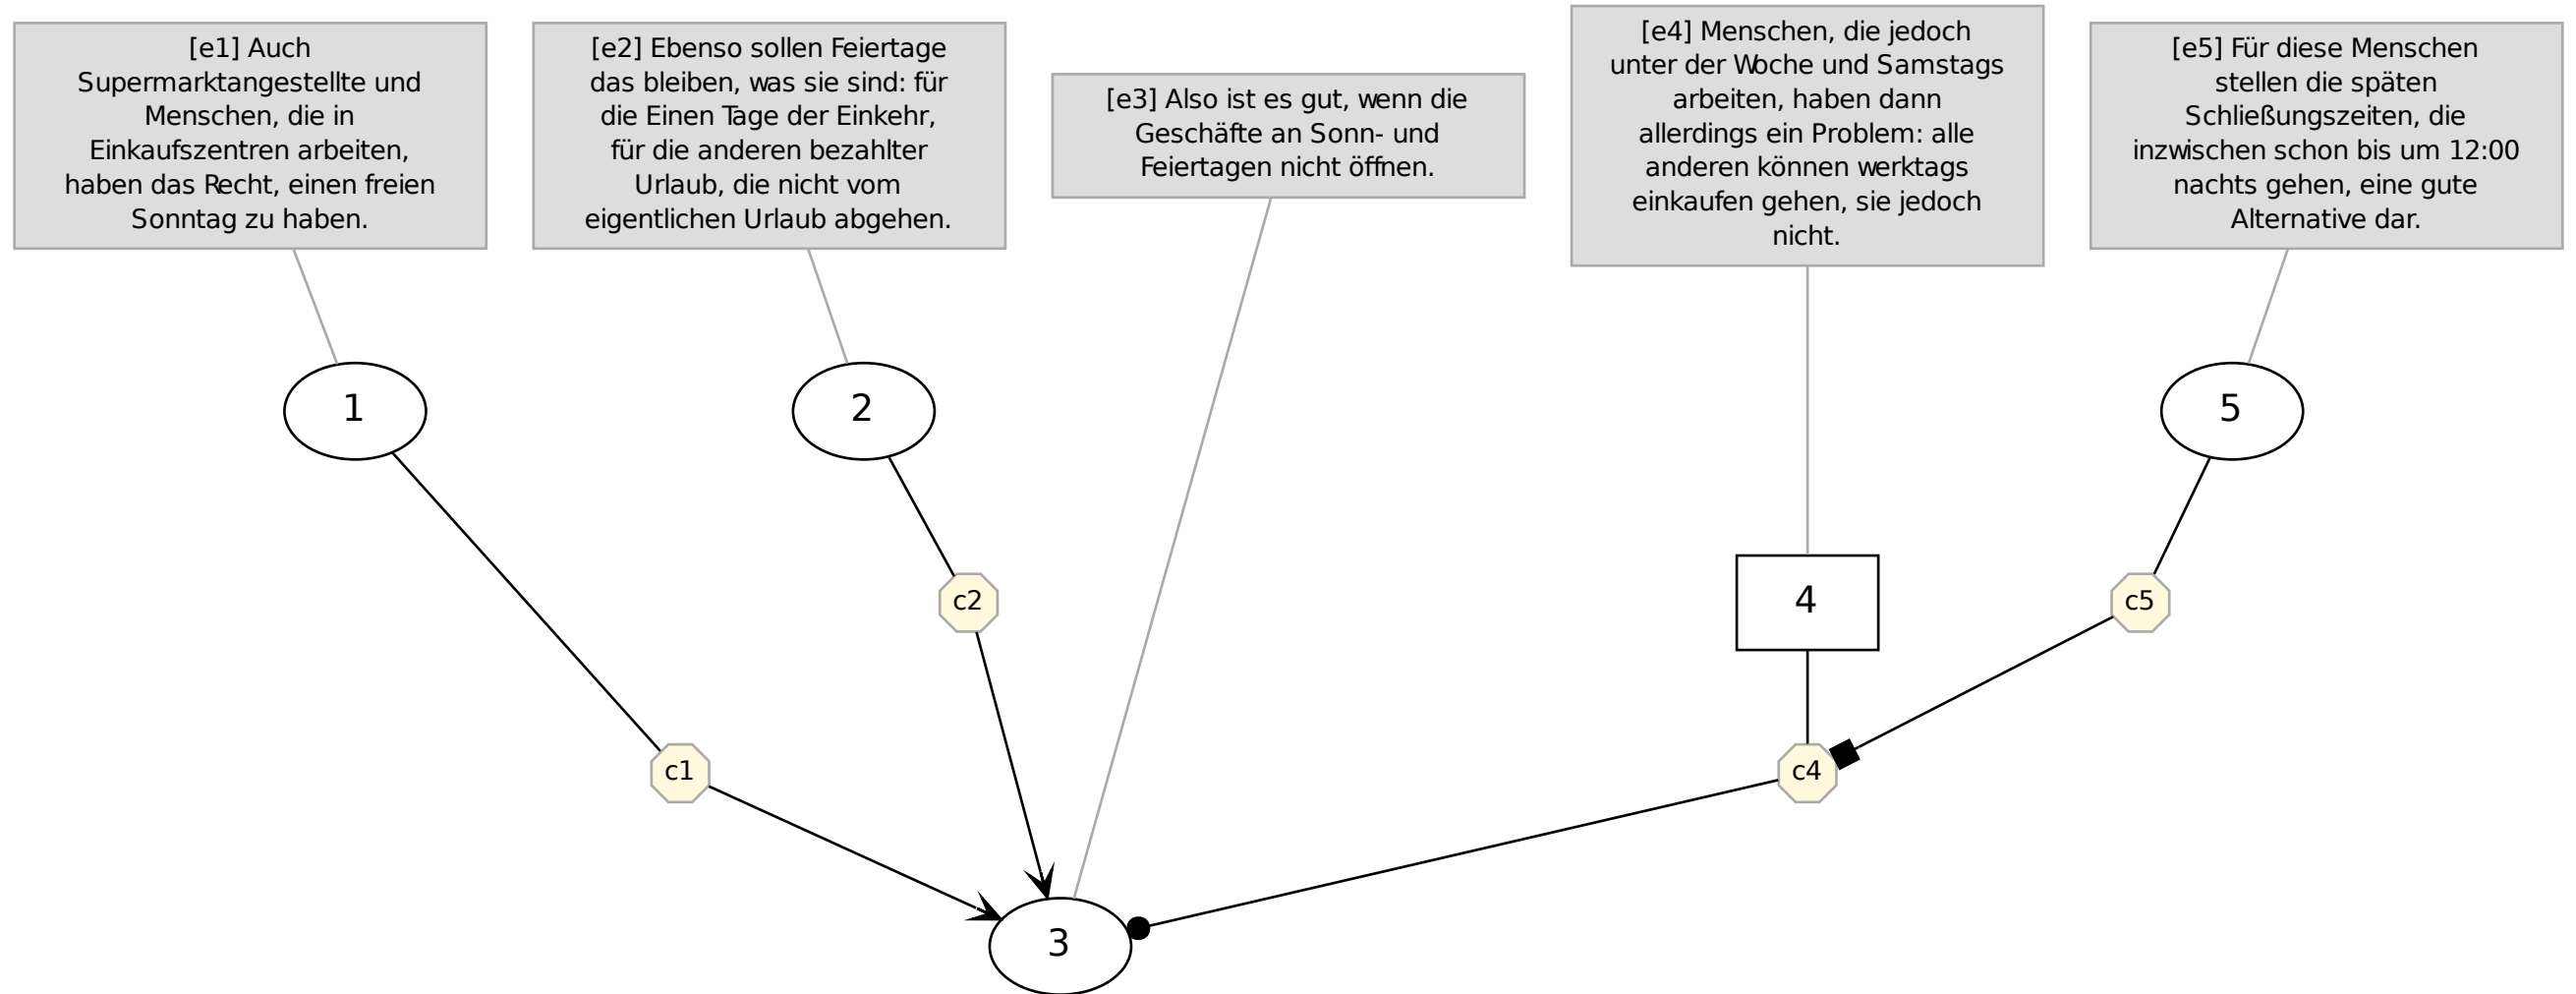 [e1] Auch
Supermarktangestellte und
Menschen, die in
Einkaufszentren arbeiten,
haben das Recht, einen freien
Sonntag zu haben.
[e2] Ebenso sollen Feiertage
das bleiben, was sie sind: für
die Einen Tage der Einkehr,
für die anderen bezahlter
Urlaub, die nicht vom
eigentlichen Urlaub abgehen.
[e3] Also ist es gut, wenn die
Geschäfte an Sonn- und
Feiertagen nicht öffnen.
[e4] Menschen, die jedoch
unter der Woche und Samstags
arbeiten, haben dann
allerdings ein Problem: alle
anderen können werktags
einkaufen gehen, sie jedoch
nicht.
[e5] Für diese Menschen
stellen die späten
Schließungszeiten, die
inzwischen schon bis um 12:00
nachts gehen, eine gute
Alternative dar.
1
2
5
c2
4
c5
c1
c4
3